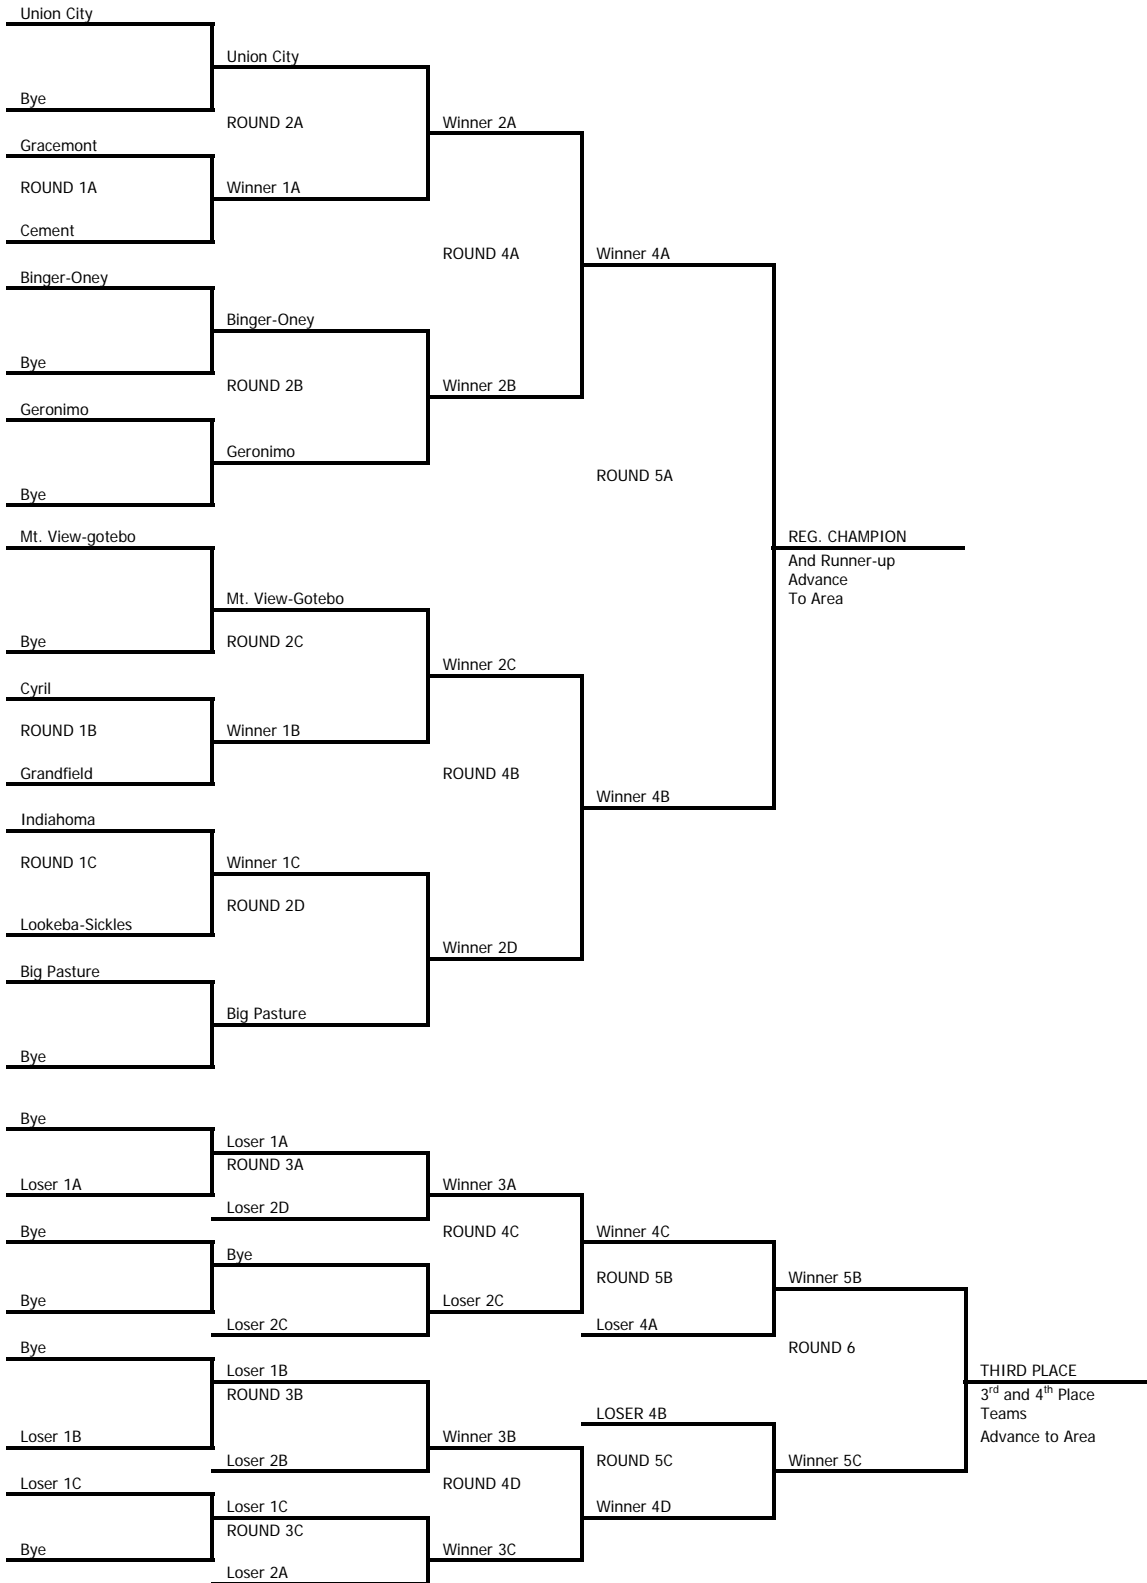 Union City
Union City
Bye
ROUND 2A
Winner 2A
Gracemont
ROUND 1A
Winner 1A
Cement
ROUND 4A
Winner 4A
Binger-Oney
Binger-Oney
Bye
ROUND 2B
Winner 2B
Geronimo
Geronimo
ROUND 5A
Bye
Mt. View-gotebo
REG. CHAMPION
And Runner-up
Advance
To Area
Mt. View-Gotebo
Bye
ROUND 2C
Winner 2C
Cyril
ROUND 1B
Winner 1B
Grandfield
ROUND 4B
Winner 4B
Indiahoma
ROUND 1C
Winner 1C
ROUND 2D
Lookeba-Sickles
Winner 2D
Big Pasture
Big Pasture
Bye
Bye
Loser 1A
ROUND 3A
Loser 1A
Winner 3A
Loser 2D
Bye
ROUND 4C
Winner 4C
Bye
ROUND 5B
Winner 5B
Bye
Loser 2C
Loser 2C
Loser 4A
Bye
ROUND 6
Loser 1B
THIRD PLACE
ROUND 3B
3rd and 4th Place
Teams
LOSER 4B
Loser 1B
Winner 3B
Advance to Area
Loser 2B
ROUND 5C
Winner 5C
Loser 1C
ROUND 4D
Loser 1C
Winner 4D
ROUND 3C
Bye
Winner 3C
Loser 2A